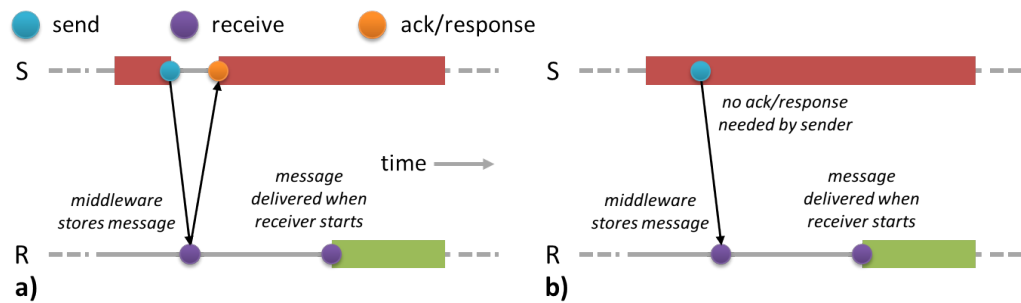 send
receive
ack/response
S
S
no ack/response
needed by sender
time
middleware
stores message
message
delivered when
receiver starts
middleware
stores message
message
delivered when
receiver starts
R
R
a)
b)